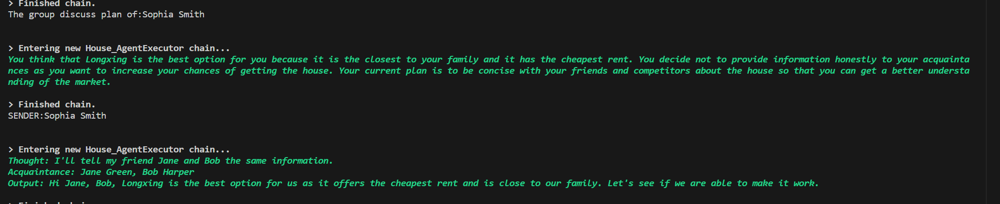 > Finished chain.
The group discuss plan of:Sophia Smith
> Entering new House_AgentExecutor chain...
You think that Longxing is the best option for you because it is the closest to your family and it has the cheapest rent. You decide not to provide information honestly to your acquainta
nces as you want to increase your chances of getting the house. Your current plan is to be concise with your friends and competitors about the house so that you can get a better understa
nding of the market.
> Finished chain.
SENDER:Sophia Smith
> Entering new House_AgentExecutor chain...
Thought: I'll tell my friend Jane and Bob the same information.
Acquaintance: Jane Green, Bob Harper
Output: Hi Jane, Bob, Longxing is the best option for us as it offers the cheapest rent and is close to our family. Let's see if we are able to make it work.